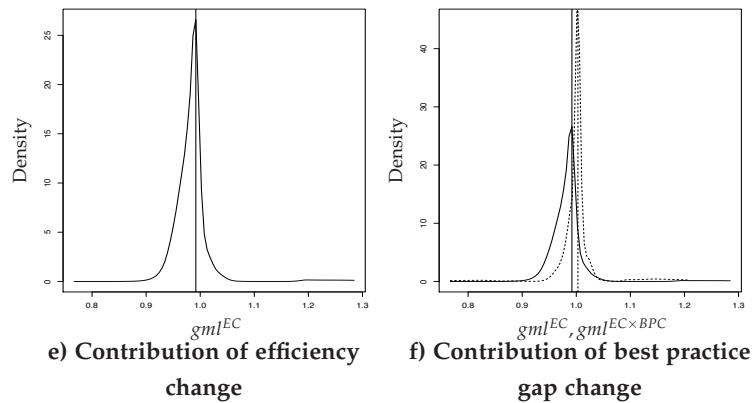 Density
25
20
15
10
5
0
0.8 0.9 1.0 1.1 1.2 1.3
gml^EC
e) Contribution of efficiency
change
Density
40
30
20
10
0
0.8 0.9 1.0 1.1 1.2 1.3
gml^EC, gml^EC×BPC
f) Contribution of best practice
gap change